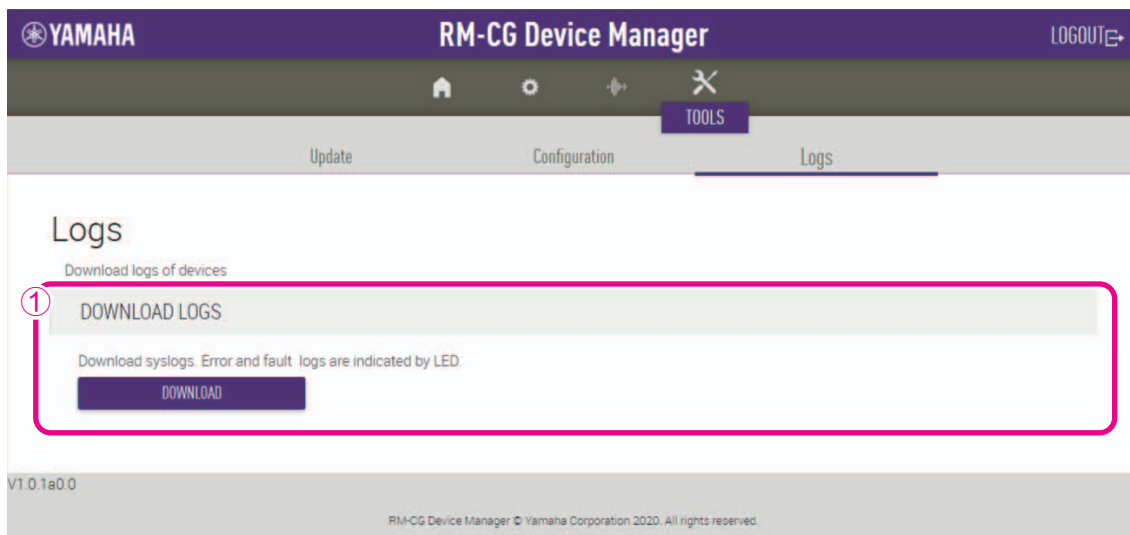 YAMAHA
RM-CG Device Manager
LOGOUT
TOOLS
Update Configuration Logs
Logs
Download logs of devices
1
DOWNLOAD LOGS
Download syslogs. Error and fault logs are indicated by LED.
DOWNLOAD
V1.0.1a0.0
RM-CG Device Manager © Yamaha Corporation 2020. All rights reserved.